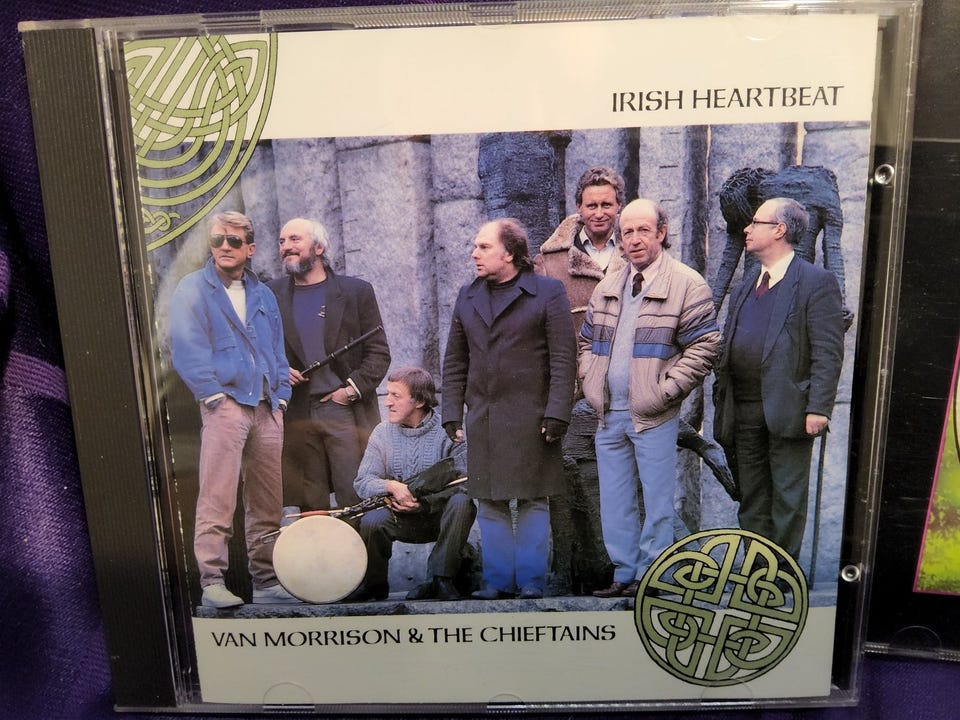 IRISH HEARTBEAT
VAN MORRISON & THE CHIEFTAINS